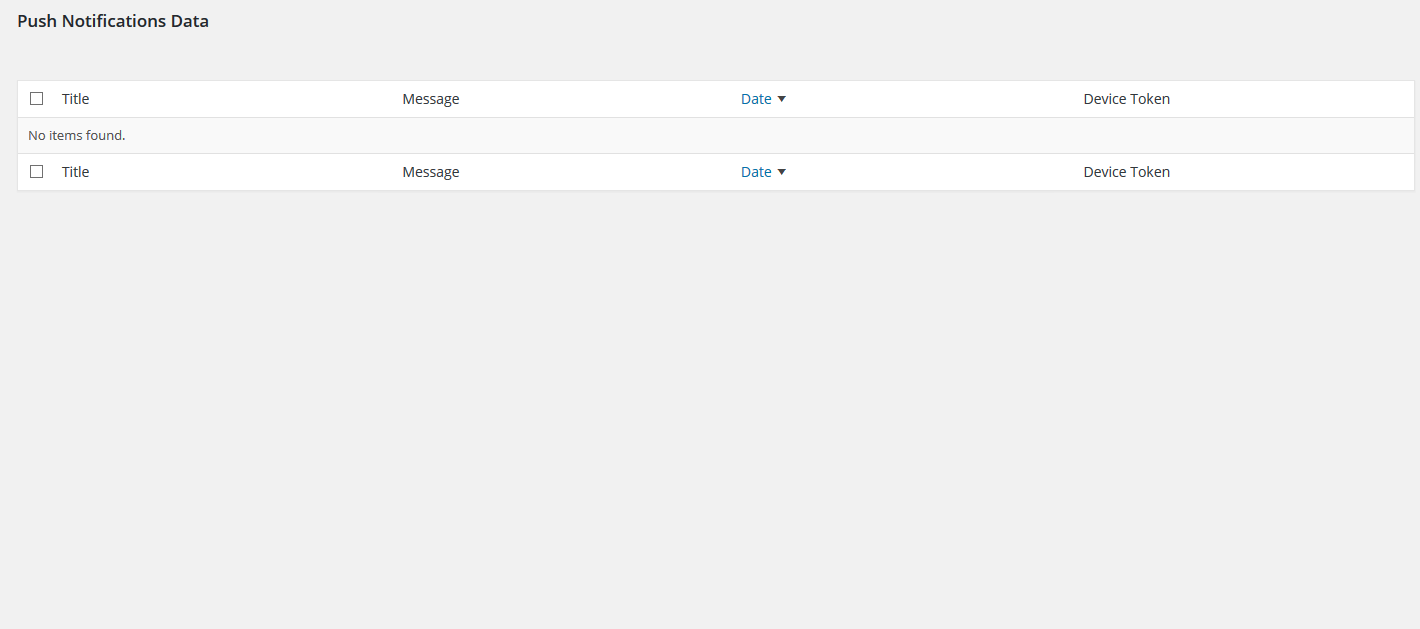 Push Notifications Data
Title Message Date Device Token
No items found.
Title Message Date Device Token